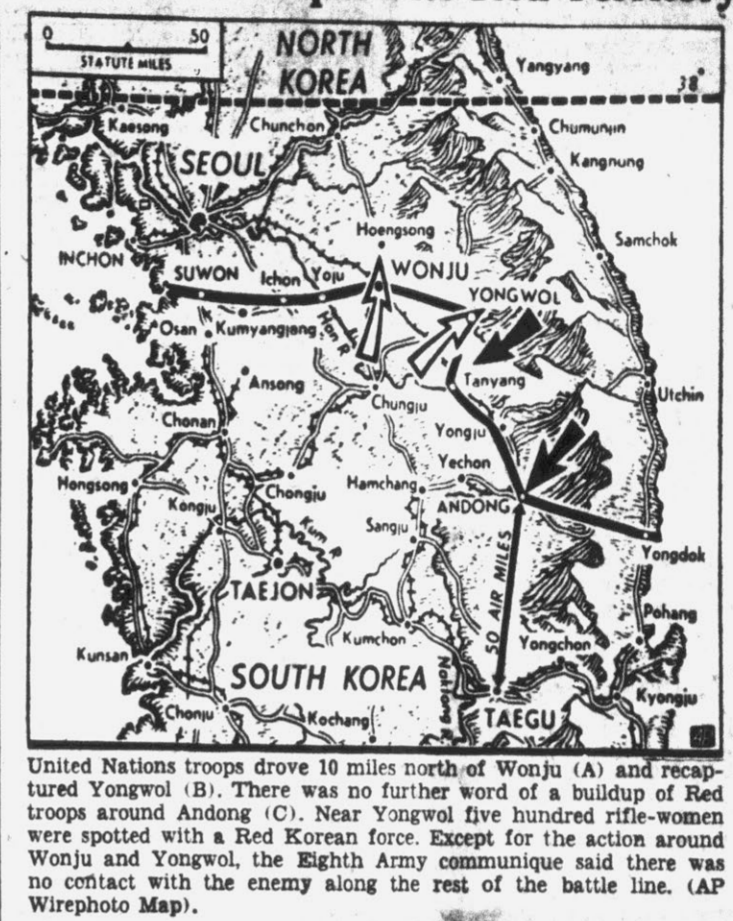 0 50
STATUTE MILES
NORTH
KOREA
Yangyang
38°
Kaesong
Chunchon
Chumunjin
SEOUL
Kangnung
Hoengsong
Samchok
INCHON
WONJU
SUWON
Ichon
Yoju
YONGWOL
Osan
Kumyangjang
Han R.
Ansong
Tanyang
Chungju
Utchin
Chonan
Yongju
Yechon
Hongsong
Chongju
Hamchang
ANDONG
Kongju
Kum R.
Sangju
50 AIR MILES
Yongdok
TAEJON
Pohang
Kumchon
Yongchon
Kunsan
SOUTH KOREA
Naktong R.
Kyongju
Chonju
Kochang
TAEGU
United Nations troops drove 10 miles north of Wonju (A) and recap-
tured Yongwol (B). There was no further word of a buildup of Red
troops around Andong (C). Near Yongwol five hundred rifle-women
were spotted with a Red Korean force. Except for the action around
Wonju and Yongwol, the Eighth Army communique said there was
no contact with the enemy along the rest of the battle line. (AP
Wirephoto Map).